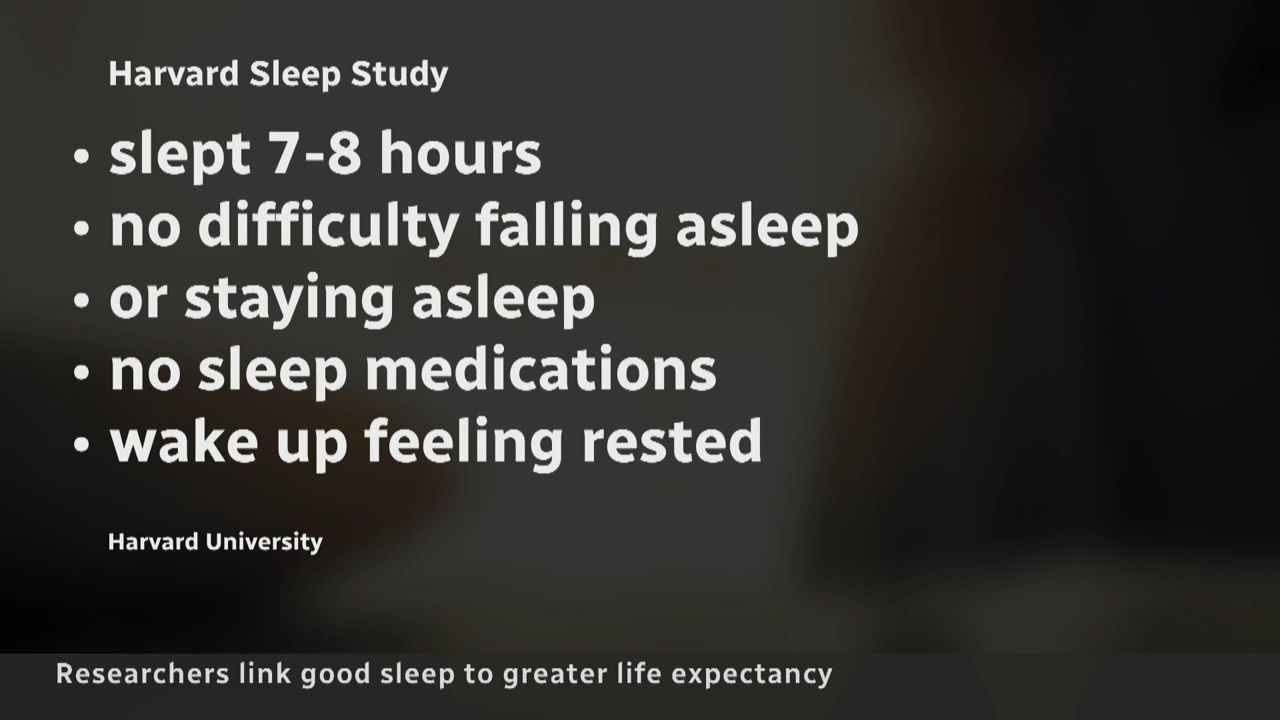 Harvard Sleep Study
• slept 7-8 hours
• no difficulty falling asleep
• or staying asleep
• no sleep medications
• wake up feeling rested
Harvard University
Researchers link good sleep to greater life expectancy